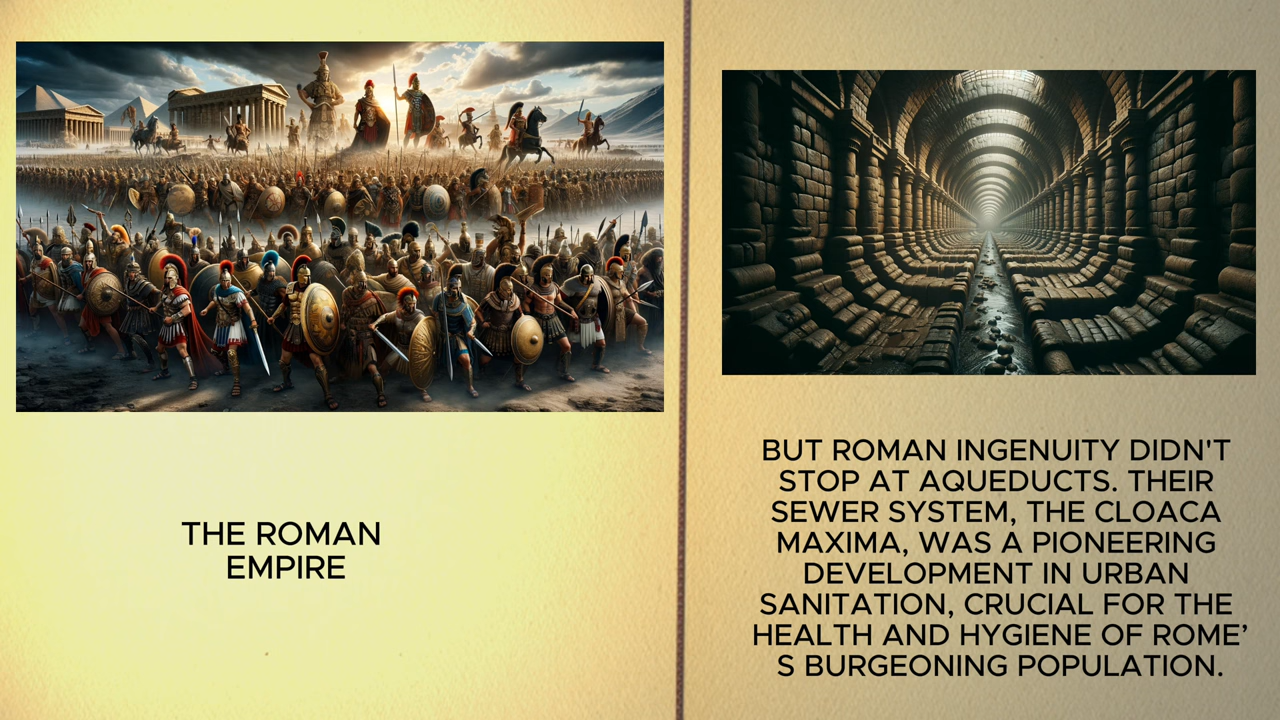 THE ROMAN
EMPIRE
BUT ROMAN INGENUITY DIDN'T
STOP AT AQUEDUCTS. THEIR
SEWER SYSTEM, THE CLOACA
MAXIMA, WAS A PIONEERING
DEVELOPMENT IN URBAN
SANITATION, CRUCIAL FOR THE
HEALTH AND HYGIENE OF ROME’
S BURGEONING POPULATION.